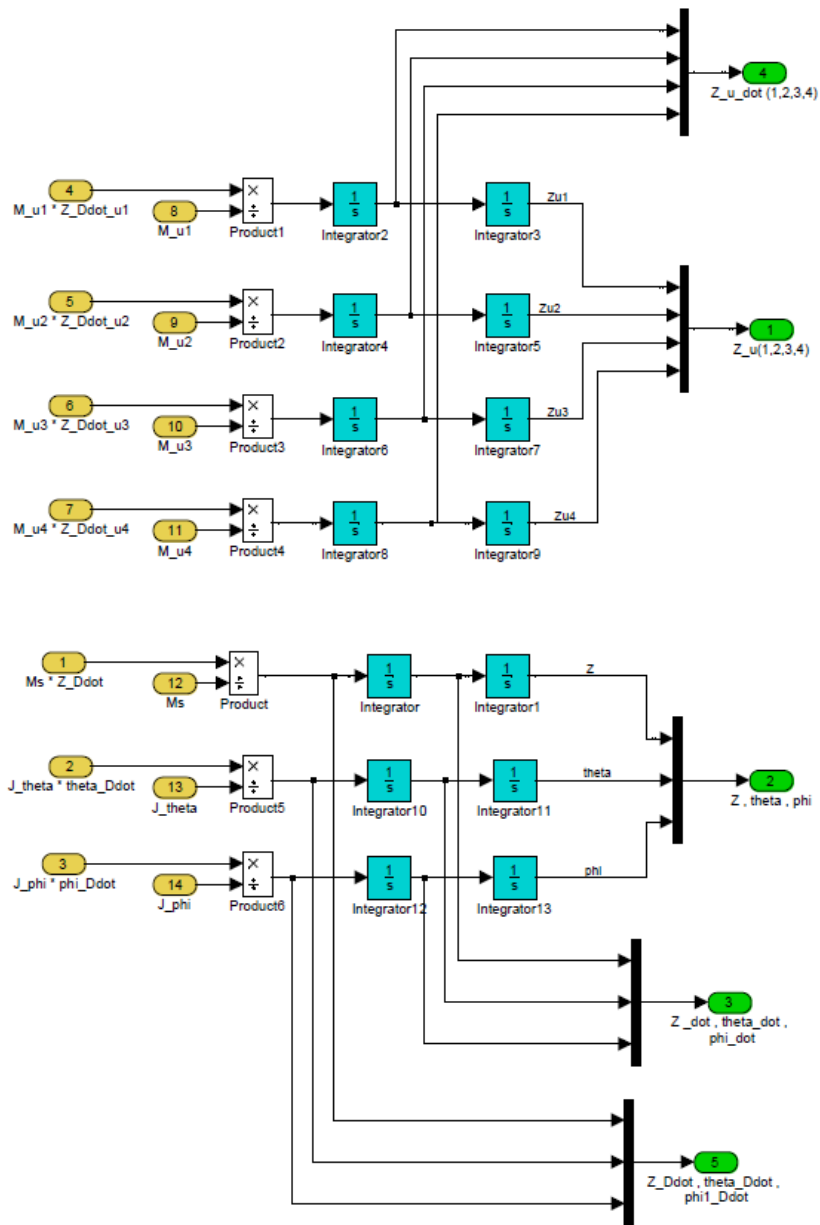 4
Z_u_dot (1,2,3,4)
4
M_u1 * Z_Ddot_u1
8
M_u1
×
÷
Product1
1
s
Integrator2
1
s
Integrator3
Zu1
5
M_u2 * Z_Ddot_u2
9
M_u2
×
÷
Product2
1
s
Integrator4
1
s
Integrator5
Zu2
1
Z_u(1,2,3,4)
6
M_u3 * Z_Ddot_u3
10
M_u3
×
÷
Product3
1
s
Integrator6
1
s
Integrator7
Zu3
7
M_u4 * Z_Ddot_u4
11
M_u4
×
÷
Product4
1
s
Integrator8
1
s
Integrator9
Zu4
1
Ms * Z_Ddot
12
Ms
×
÷
Product
1
s
Integrator
1
s
Integrator1
Z
2
J_theta * theta_Ddot
13
J_theta
×
÷
Product5
1
s
Integrator10
1
s
Integrator11
theta
2
Z , theta , phi
3
J_phi * phi_Ddot
14
J_phi
×
÷
Product6
1
s
Integrator12
1
s
Integrator13
phi
3
Z _dot , theta_dot ,
phi_dot
5
Z_Ddot , theta_Ddot ,
phi1_Ddot